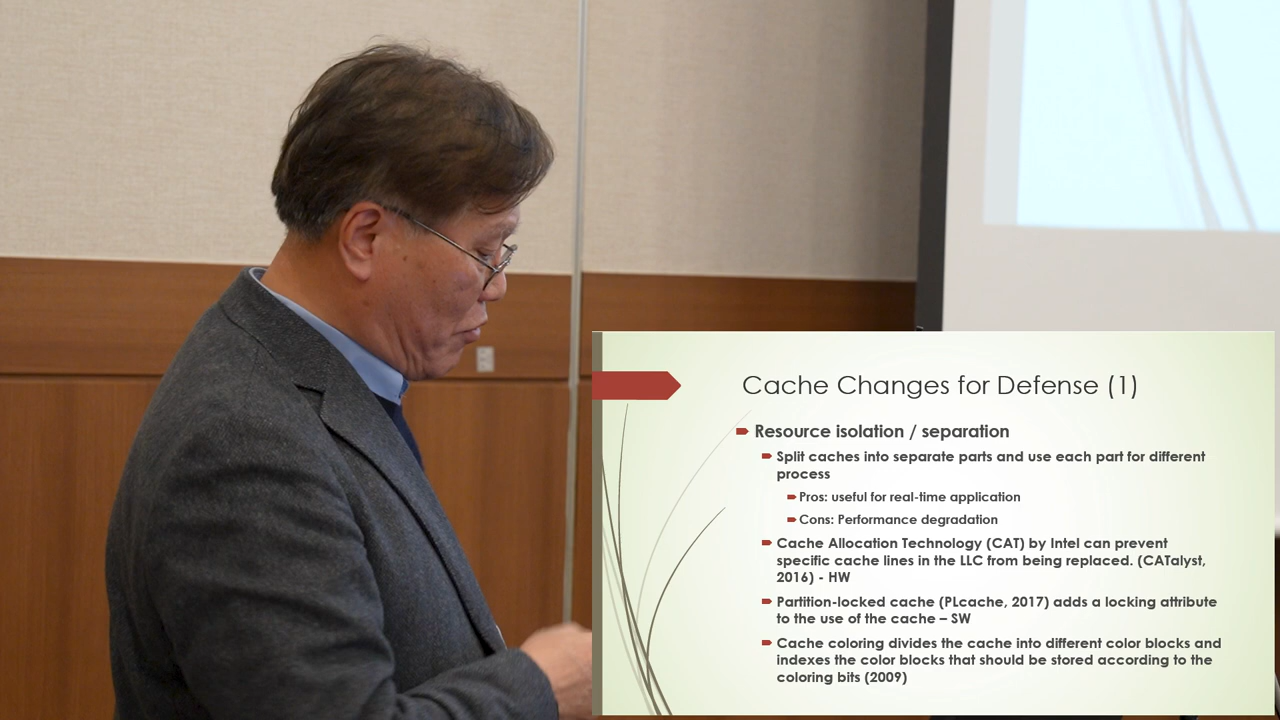 Cache Changes for Defense (1)
Resource isolation / separation
Split caches into separate parts and use each part for different
process
Pros: useful for real-time application
Cons: Performance degradation
Cache Allocation Technology (CAT) by Intel can prevent
specific cache lines in the LLC from being replaced. (CATalyst,
2016) - HW
Partition-locked cache (PLcache, 2017) adds a locking attribute
to the use of the cache – SW
Cache coloring divides the cache into different color blocks and
indexes the color blocks that should be stored according to the
coloring bits (2009)